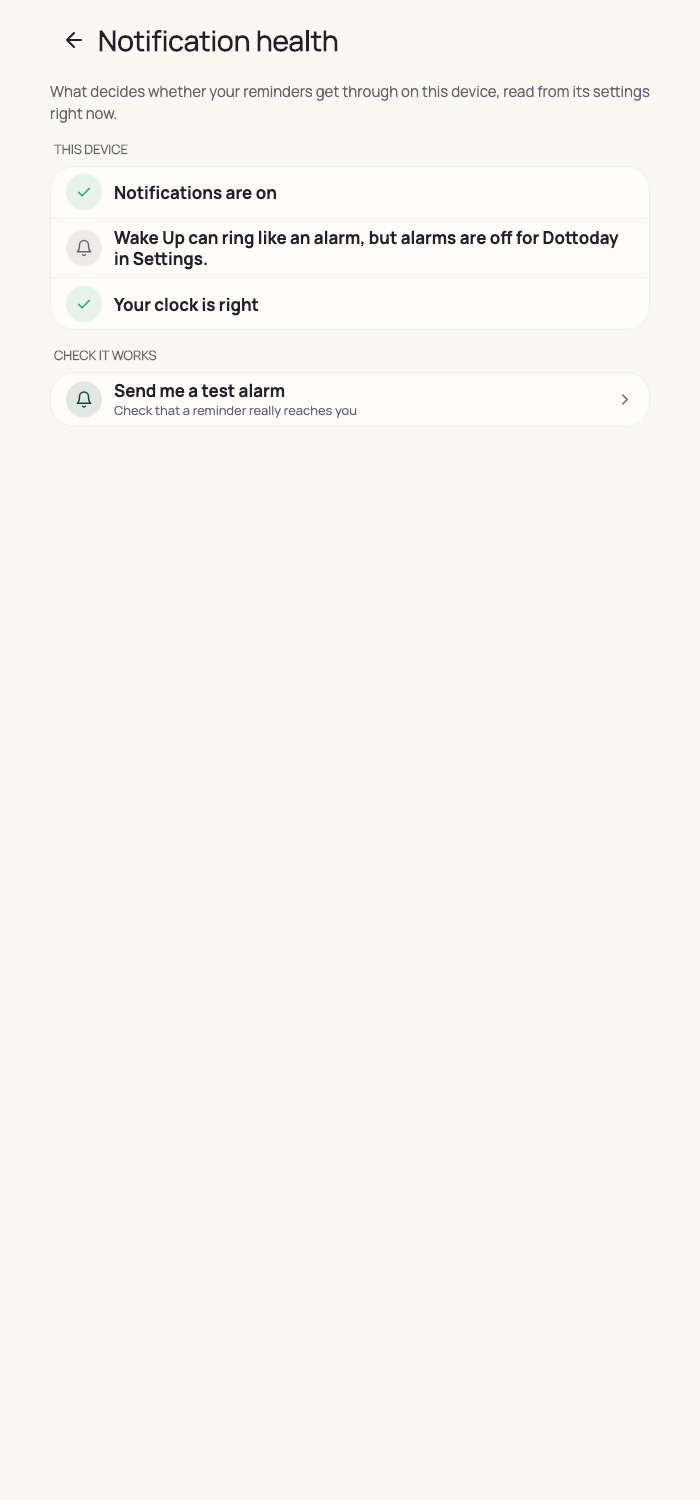 Notification health
What decides whether your reminders get through on this device, read from its settings
right now.
THIS DEVICE
Notifications are on
Wake Up can ring like an alarm, but alarms are off for Dottoday
in Settings.
Your clock is right
CHECK IT WORKS
Send me a test alarm
Check that a reminder really reaches you